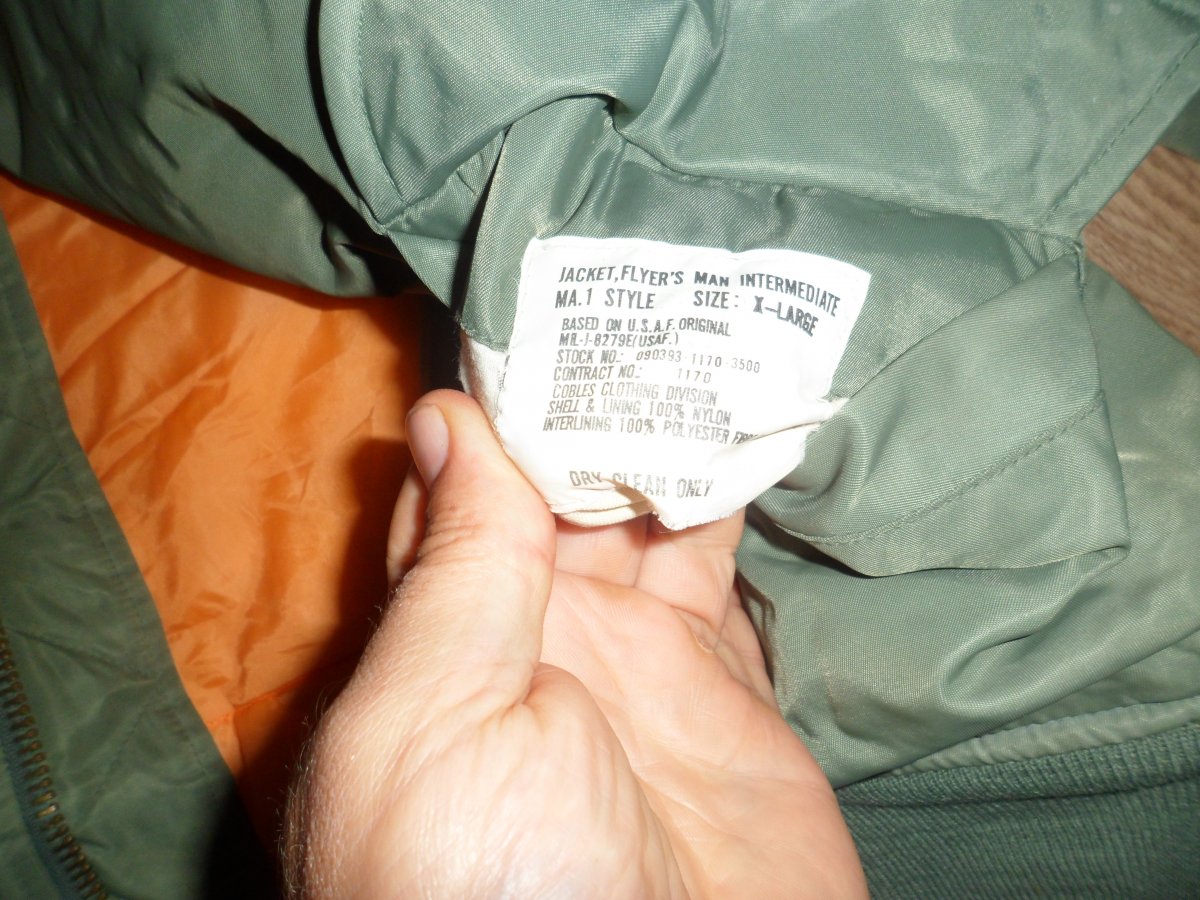 JACKET, FLYER'S MAN INTERMEDIATE
MA.1 STYLE SIZE: X-LARGE
BASED ON U.S.A.F. ORIGINAL
MIL-J-8279E(USAF.)
STOCK NO.: 090393 1170-3500
CONTRACT NO.: 1170
COBLES CLOTHING DIVISION
SHELL & LINING 100% NYLON
INTERLINING 100% POLYESTER
DRY CLEAN ONLY